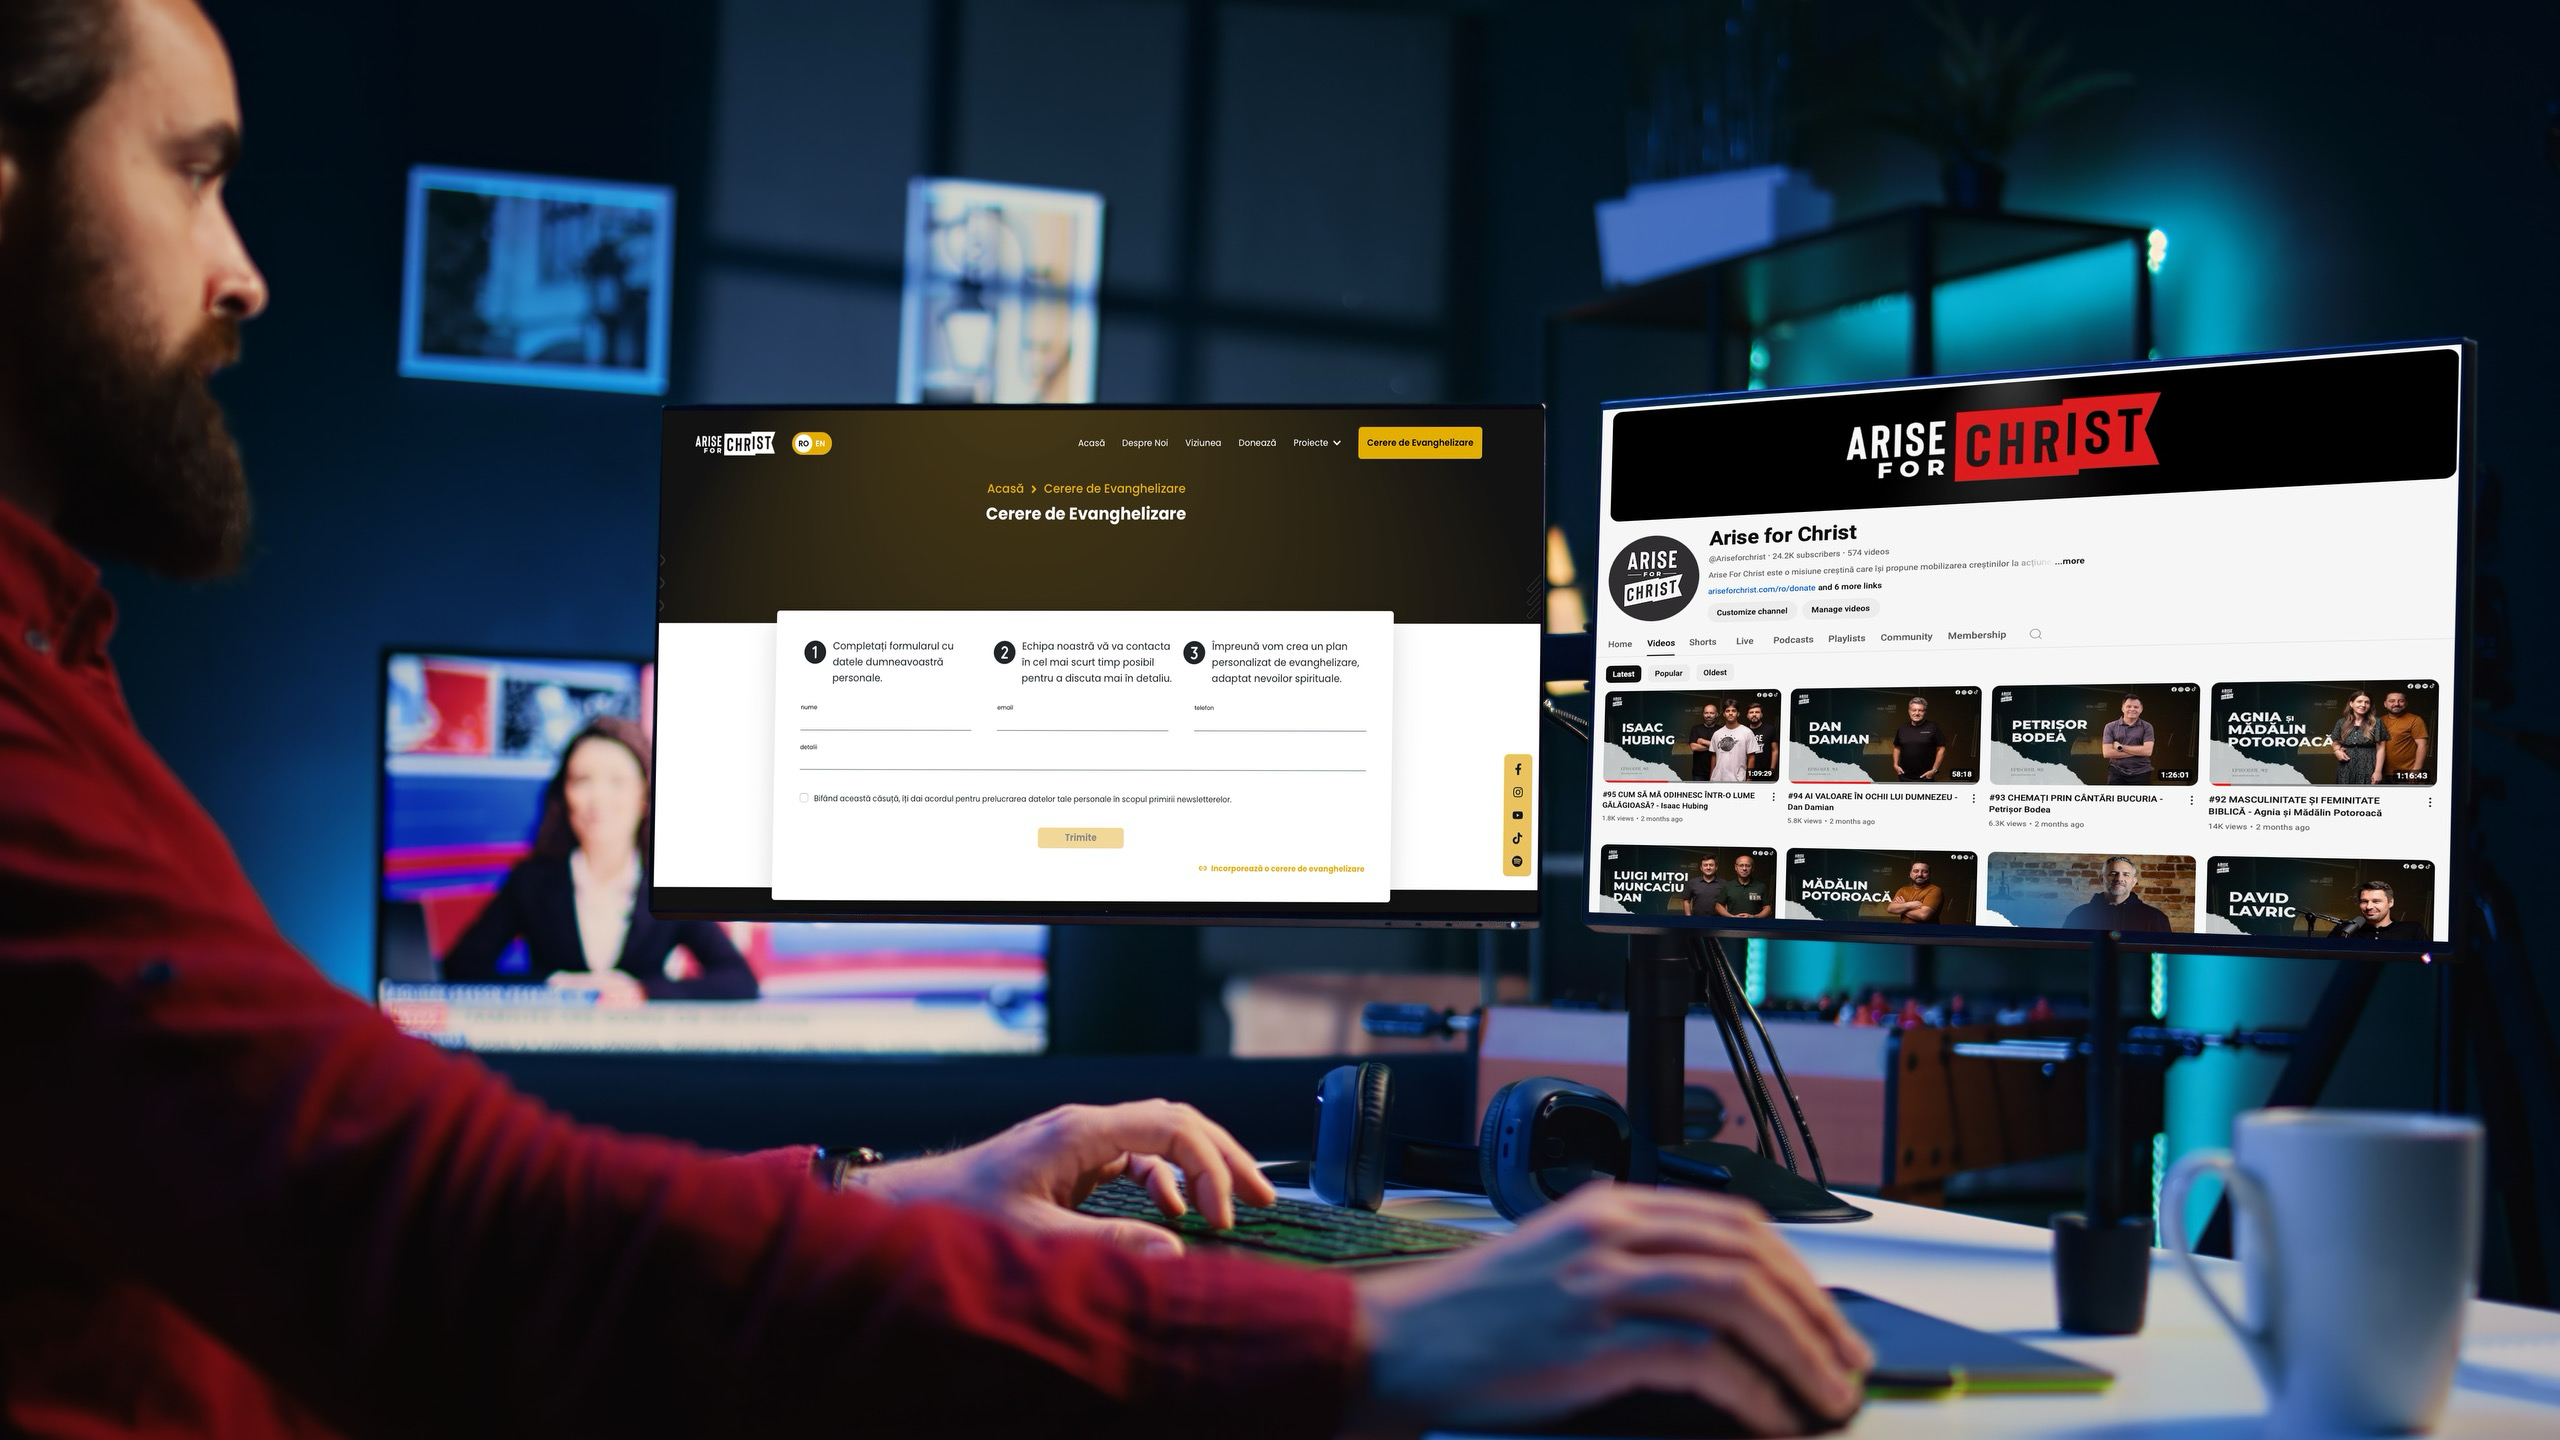 ARISE
FOR CHRIST
RO EN
Acasă Despre Noi Viziunea Donează Proiecte Cerere de Evanghelizare
Acasă > Cerere de Evanghelizare
Cerere de Evanghelizare
1 Completați formularul cu
datele dumneavoastră
personale.
2 Echipa noastră vă va contacta
în cel mai scurt timp posibil
pentru a discuta mai în detaliu.
3 Împreună vom crea un plan
personalizat de evanghelizare,
adaptat nevoilor spirituale.
nume email telefon
detalii
Bifând această căsuță, îți dai acordul pentru prelucrarea datelor tale personale în scopul primirii newsletterelor.
Trimite
Incorporează o cerere de evanghelizare
ARISE
FOR CHRIST
ARISE
FOR
CHRIST
Arise for Christ
@Ariseforchrist · 24.2K subscribers · 574 videos
Arise For Christ este o misiune creștină care își propune mobilizarea creștinilor la acțiune ...more
ariseforchrist.com/ro/donate and 6 more links
Customize channel Manage videos
Home Videos Shorts Live Podcasts Playlists Community Membership
Latest Popular Oldest
ISAAC
HUBING
1:09:29
#95 CUM SĂ MĂ ODIHNESC ÎNTR-O LUME
GĂLĂGIOASĂ? - Isaac Hubing
1.8K views • 2 months ago
DAN
DAMIAN
58:18
#94 AI VALOARE ÎN OCHII LUI DUMNEZEU -
Dan Damian
5.8K views • 2 months ago
PETRIȘOR
BODEA
1:26:01
#93 CHEMAȚI PRIN CÂNTĂRI BUCURIA -
Petrișor Bodea
6.3K views • 2 months ago
AGNIA și
MĂDĂLIN
POTOROACĂ
1:16:43
#92 MASCULINITATE ȘI FEMINITATE
BIBLICĂ - Agnia și Mădălin Potoroacă
14K views • 2 months ago
LUIGI MIȚOI
MUNCACIU
DAN
MĂDĂLIN
POTOROACĂ
DAVID
LAVRIC